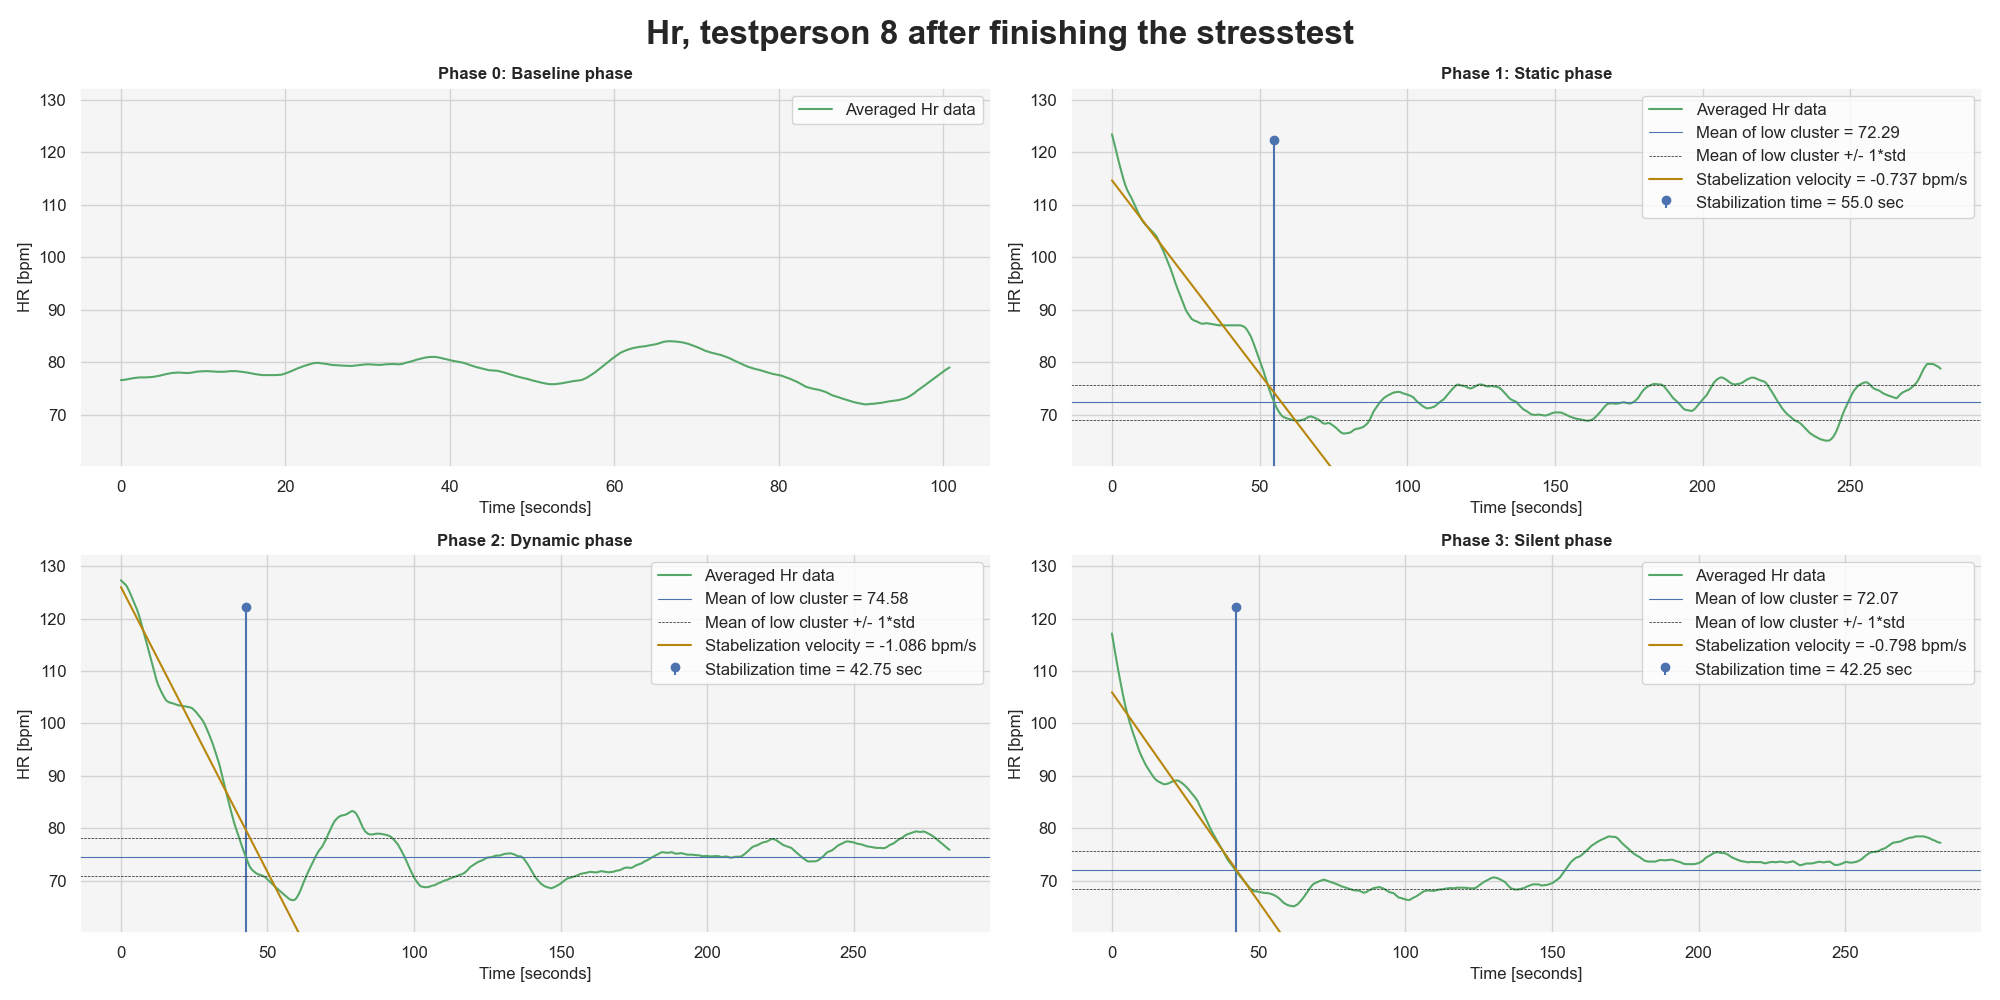 Hr, testperson 8 after finishing the stresstest
Phase 0: Baseline phase
130
120
110
100
90
80
70
HR [bpm]
0 20 40 60 80 100
Time [seconds]
Averaged Hr data
Phase 1: Static phase
130
120
110
100
90
80
70
HR [bpm]
0 50 100 150 200 250
Time [seconds]
Averaged Hr data
Mean of low cluster = 72.29
Mean of low cluster +/- 1*std
Stabelization velocity = -0.737 bpm/s
Stabilization time = 55.0 sec
Phase 2: Dynamic phase
130
120
110
100
90
80
70
HR [bpm]
0 50 100 150 200 250
Time [seconds]
Averaged Hr data
Mean of low cluster = 74.58
Mean of low cluster +/- 1*std
Stabelization velocity = -1.086 bpm/s
Stabilization time = 42.75 sec
Phase 3: Silent phase
130
120
110
100
90
80
70
HR [bpm]
0 50 100 150 200 250
Time [seconds]
Averaged Hr data
Mean of low cluster = 72.07
Mean of low cluster +/- 1*std
Stabelization velocity = -0.798 bpm/s
Stabilization time = 42.25 sec